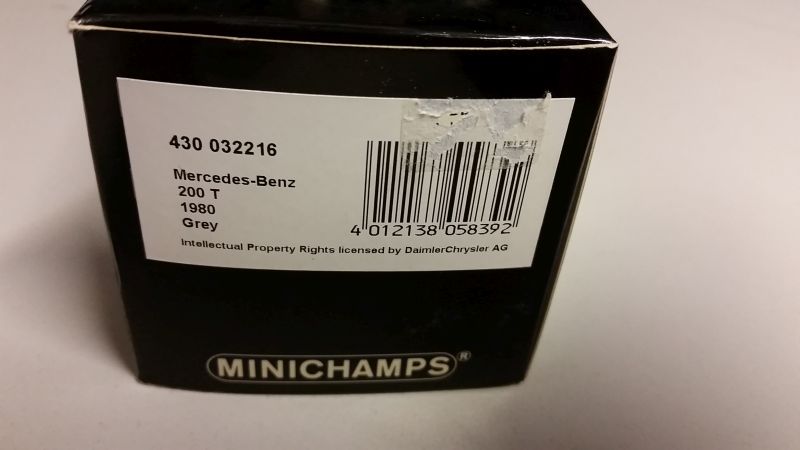 430 032216
Mercedes-Benz
200 T
1980
Grey
4 012138 058392
Intellectual Property Rights licensed by DaimlerChrysler AG
MINICHAMPS®